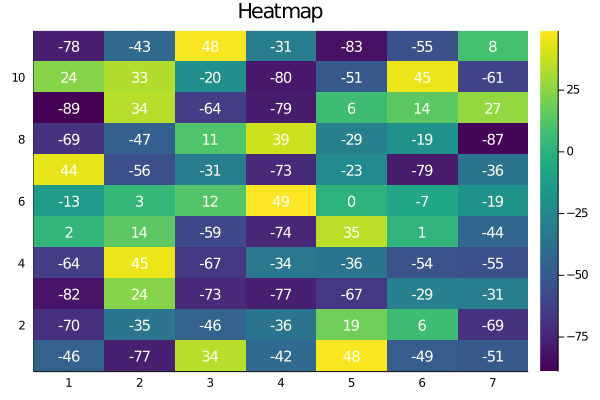 Heatmap
-78 -43 48 -31 -83 -55 8
10 24 33 -20 -80 -51 45 -61 25
-89 34 -64 -79 6 14 27
8 -69 -47 11 39 -29 -19 -87 0
44 -56 -31 -73 -23 -79 -36
6 -13 3 12 49 0 -7 -19 −25
2 14 -59 -74 35 1 -44
4 -64 45 -67 -34 -36 -54 -55 −50
-82 24 -73 -77 -67 -29 -31
2 -70 -35 -46 -36 19 6 -69 −75
-46 -77 34 -42 48 -49 -51
1 2 3 4 5 6 7